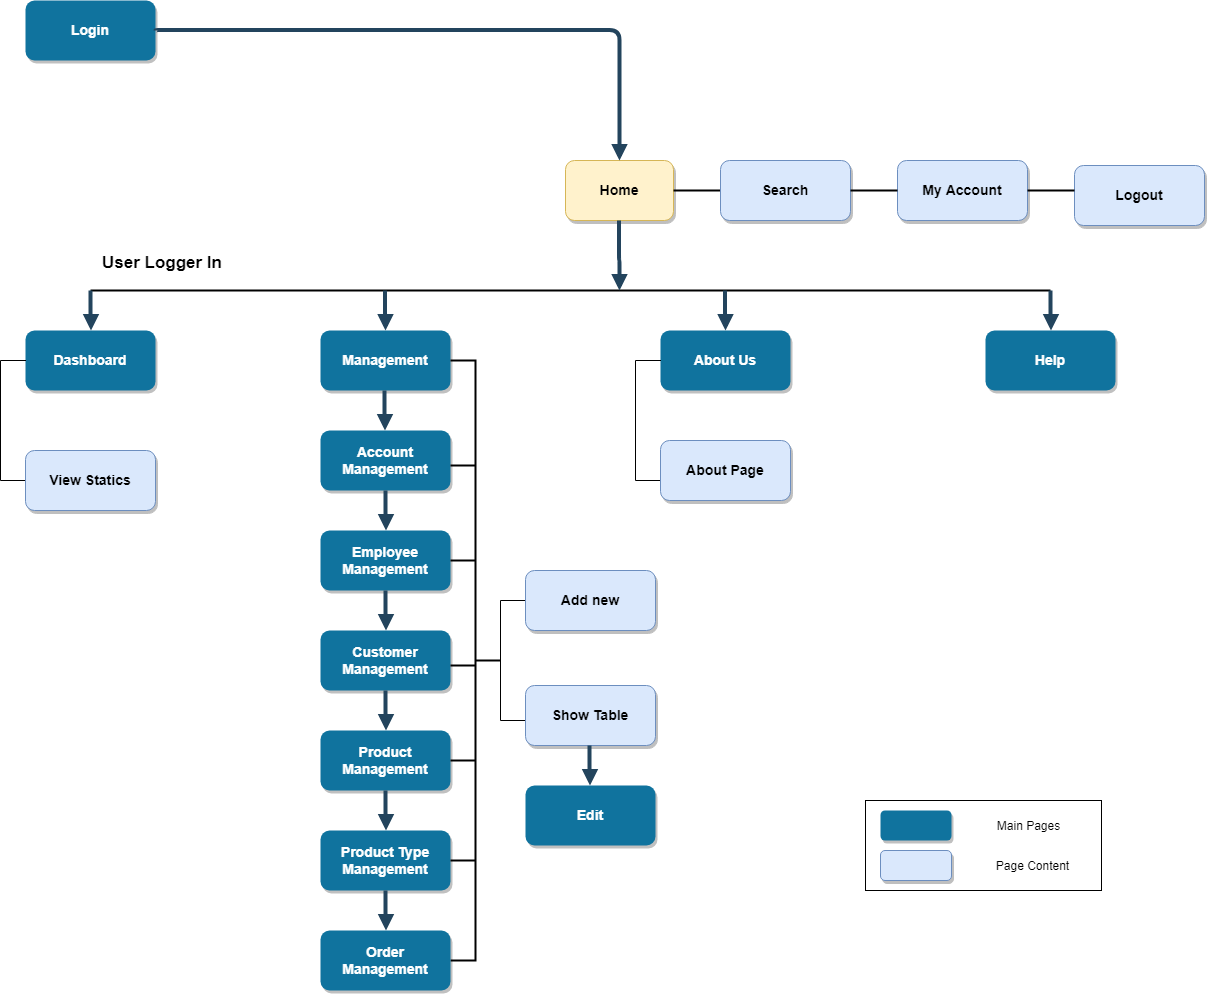 Login
Home
Search
My Account
Logout
User Logger In
Dashboard
Management
About Us
Help
Account
Management
View Statics
About Page
Employee
Management
Add new
Customer
Management
Show Table
Product
Management
Edit
Main Pages
Product Type
Management
Page Content
Order
Management